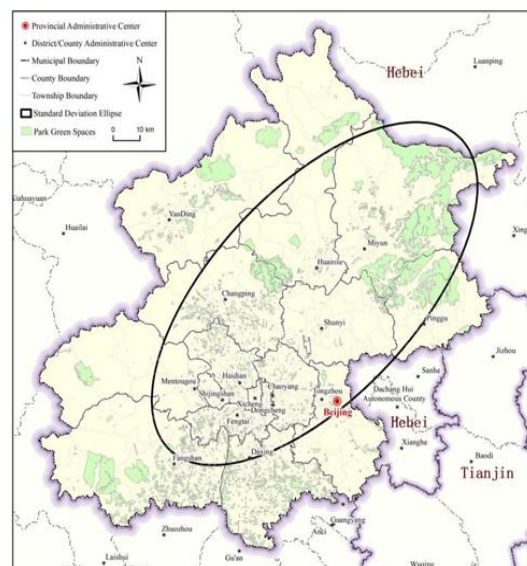 Provincial Administrative Center
District/County Administrative Center
Municipal Boundary
County Boundary
Township Boundary
Standard Deviation Ellipse
Park Green Spaces
N
0 10 km
Hebei
Luanping
Huailai
YanDing
Miyun
Huairou
Changping
Shunyi
Pinggu
Jizhou
Sanhe
Mentougou
Haidian
Shijingshan
Chaoyang
Xicheng
Dongcheng
Fengtai
Tongzhou
Beijing
Dachang Hui
Autonomous County
Hebei
Xianghe
Tianjin
Baodi
Fangshan
Daxing
Guangyang
Anci
Zhuozhou
Gu'an
Laishui